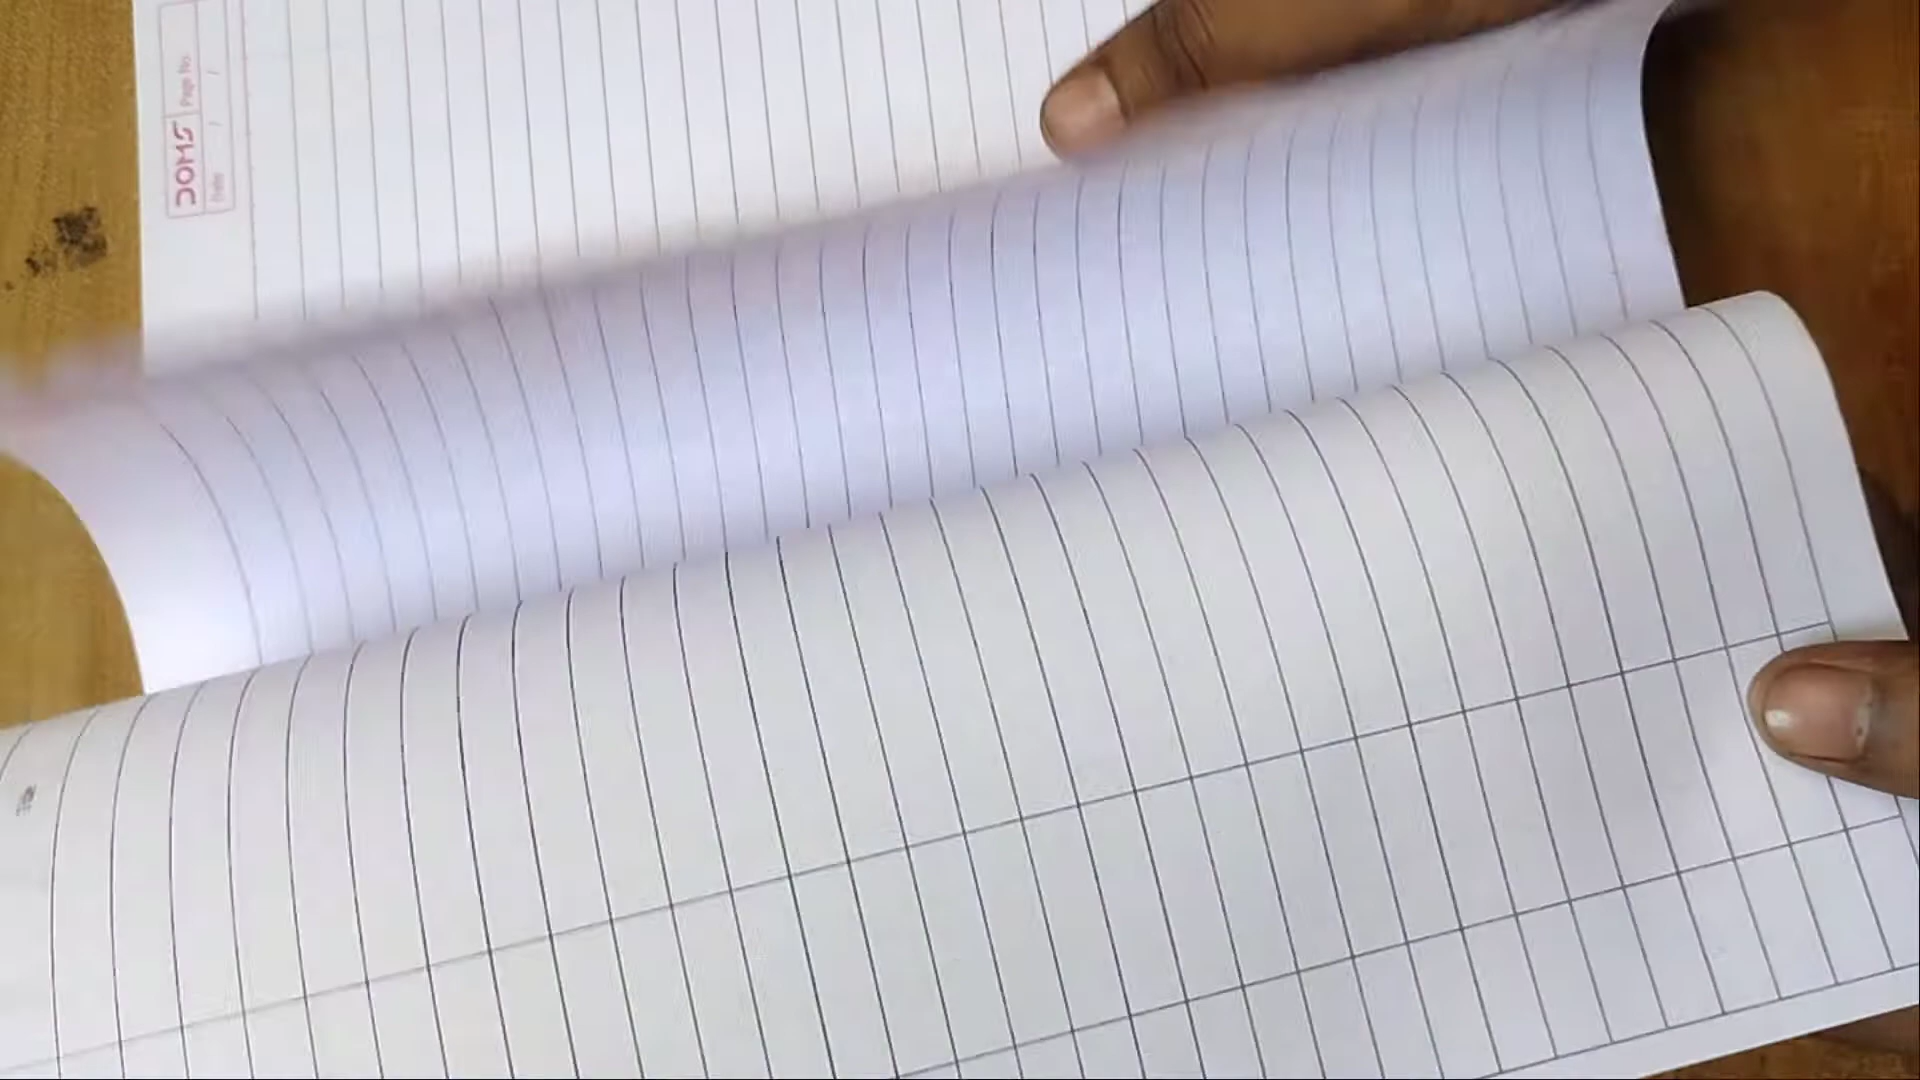 DOMS
Page No.
Date / /